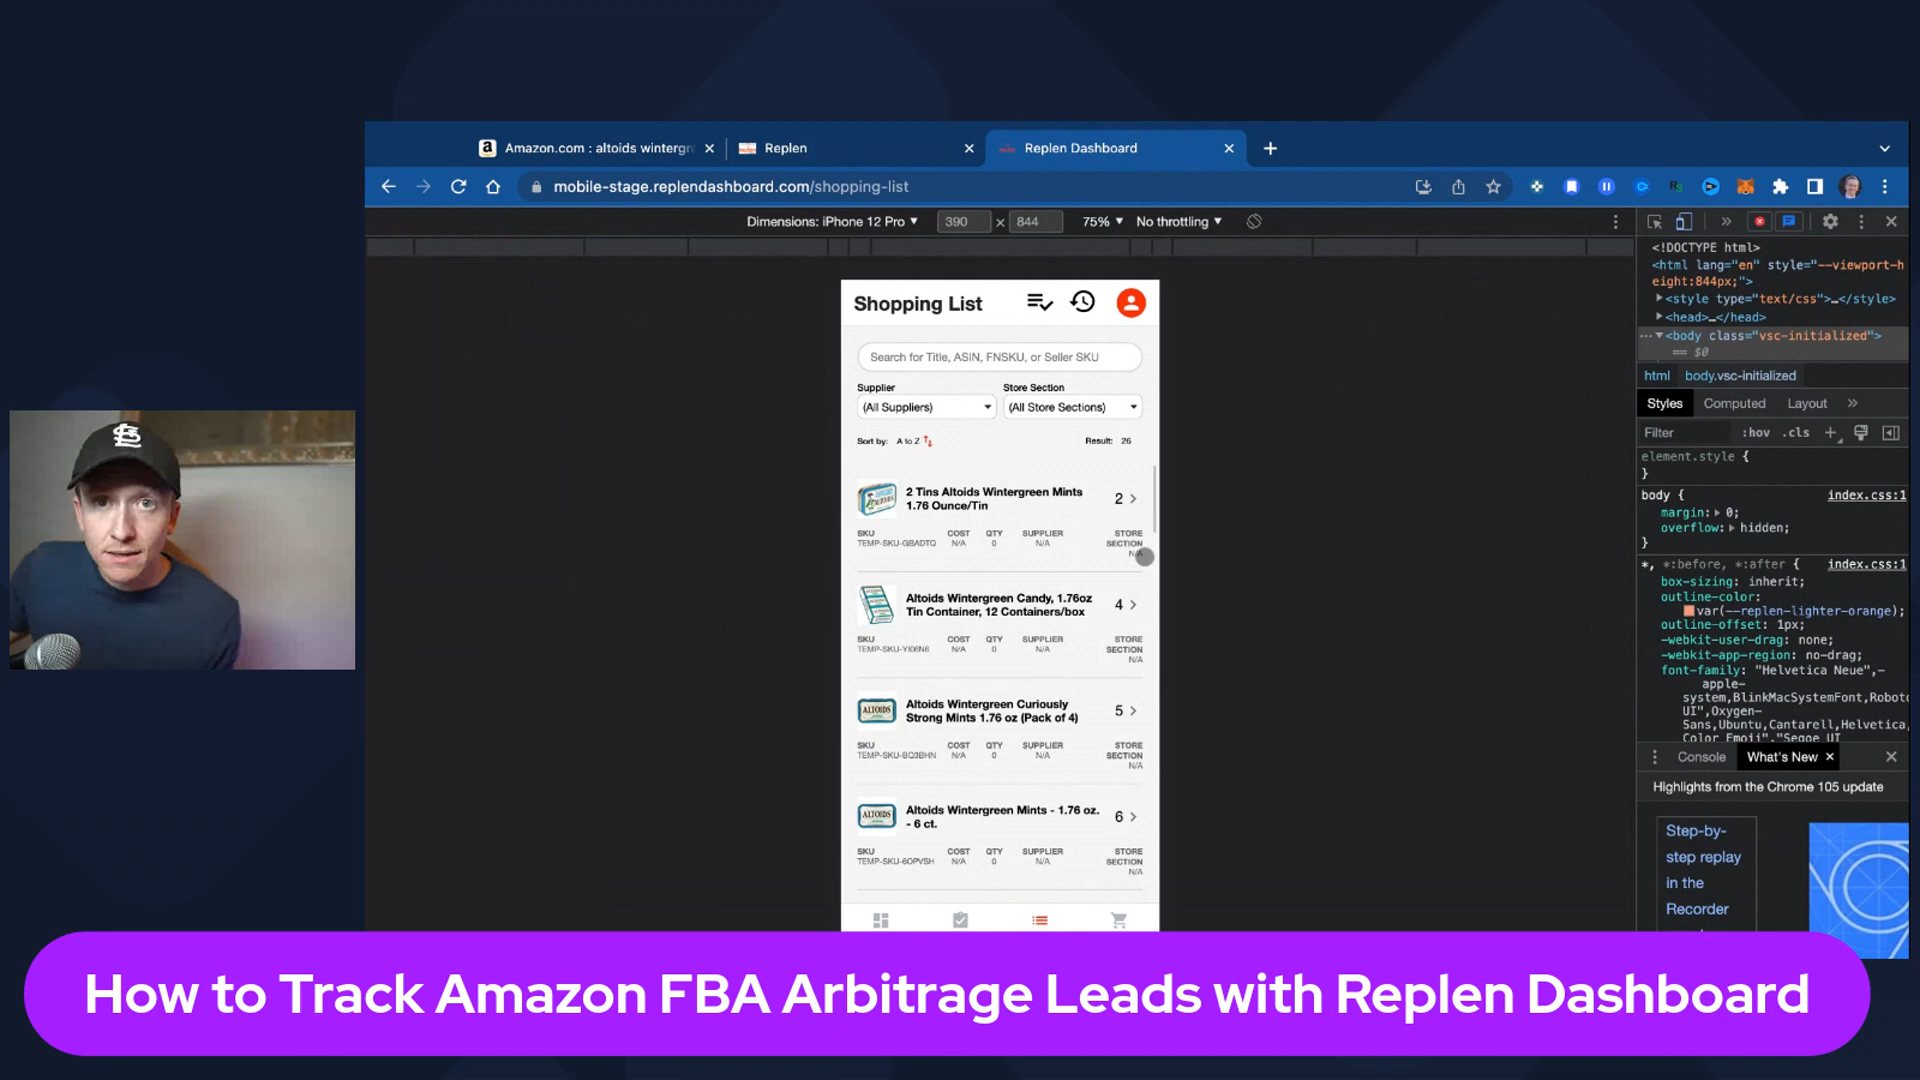 Amazon.com : altoids wintergr
Replen
Replen Dashboard
mobile-stage.replendashboard.com/shopping-list
Dimensions: iPhone 12 Pro
390 × 844
75%
No throttling
Shopping List
Search for Title, ASIN, FNSKU, or Seller SKU
Supplier
Store Section
(All Suppliers)
(All Store Sections)
Sort by: A to Z
Result: 26
2 Tins Altoids Wintergreen Mints
1.76 Ounce/Tin
2
SKU COST QTY SUPPLIER STORE
SECTION
TEMP-SKU-GBADTQ N/A 0 N/A
N/A
Altoids Wintergreen Candy, 1.76oz
Tin Container, 12 Containers/box
4
SKU COST QTY SUPPLIER STORE
SECTION
TEMP-SKU-YI06N6 N/A 0 N/A
N/A
ALTOIDS
Altoids Wintergreen Curiously
Strong Mints 1.76 oz (Pack of 4)
5
SKU COST QTY SUPPLIER STORE
SECTION
TEMP-SKU-BQ3BHN N/A 0 N/A
N/A
ALTOIDS
Altoids Wintergreen Mints - 1.76 oz.
- 6 ct.
6
SKU COST QTY SUPPLIER STORE
SECTION
TEMP-SKU-6OPVSH N/A 0 N/A
N/A
<!DOCTYPE html>
<html lang="en" style="--viewport-h
eight:844px;">
<style type="text/css">…</style>
<head>…</head>
<body class="vsc-initialized">
== $0
html body.vsc-initialized
Styles Computed Layout
Filter :hov .cls
element.style {
}
body { index.css:1
margin: 0;
overflow: hidden;
}
*, *:before, *:after { index.css:1
box-sizing: inherit;
outline-color:
var(--replen-lighter-orange);
outline-offset: 1px;
-webkit-user-drag: none;
-webkit-app-region: no-drag;
font-family: "Helvetica Neue",-
apple-
system,BlinkMacSystemFont,Roboto
UI",Oxygen-
Sans,Ubuntu,Cantarell,Helvetica,
Color Emoji","Segoe UI
Console What's New
Highlights from the Chrome 105 update
Step-by-
step replay
in the
Recorder
How to Track Amazon FBA Arbitrage Leads with Replen Dashboard